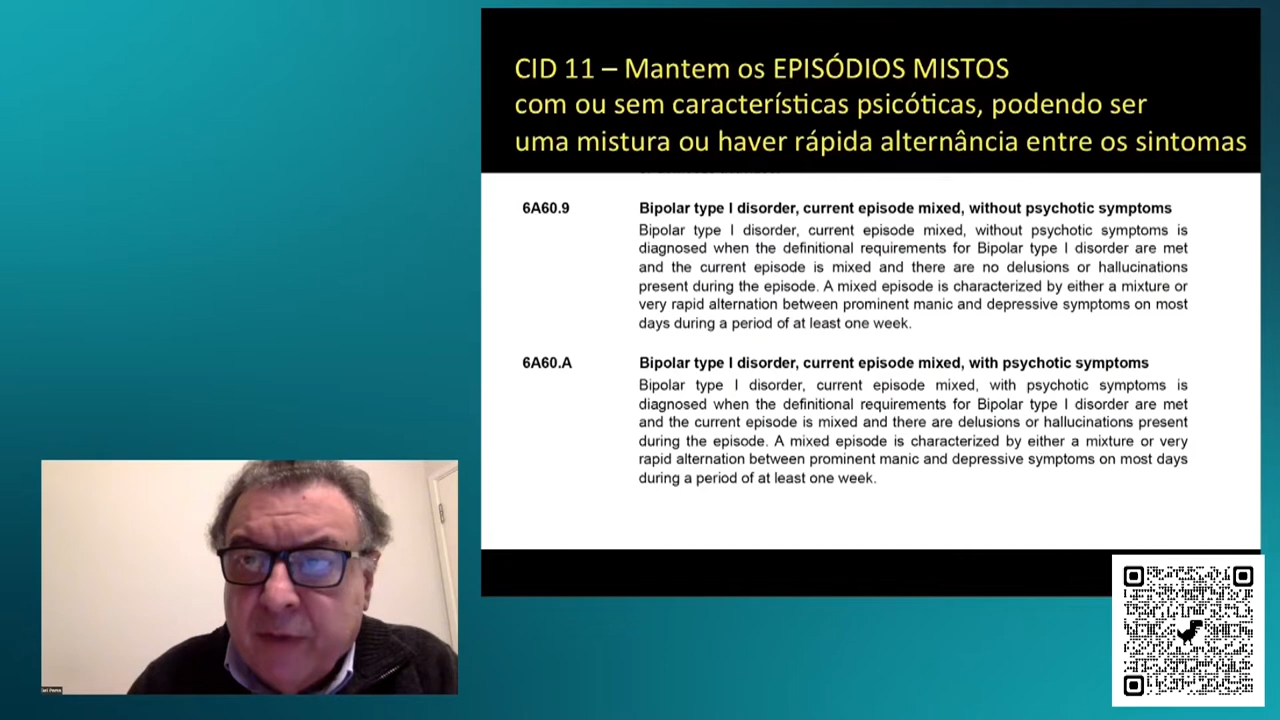 CID 11 – Mantem os EPISÓDIOS MISTOS
com ou sem características psicóticas, podendo ser
uma mistura ou haver rápida alternância entre os sintomas
6A60.9
Bipolar type I disorder, current episode mixed, without psychotic symptoms
Bipolar type I disorder, current episode mixed, without psychotic symptoms is
diagnosed when the definitional requirements for Bipolar type I disorder are met
and the current episode is mixed and there are no delusions or hallucinations
present during the episode. A mixed episode is characterized by either a mixture or
very rapid alternation between prominent manic and depressive symptoms on most
days during a period of at least one week.
6A60.A
Bipolar type I disorder, current episode mixed, with psychotic symptoms
Bipolar type I disorder, current episode mixed, with psychotic symptoms is
diagnosed when the definitional requirements for Bipolar type I disorder are met
and the current episode is mixed and there are delusions or hallucinations present
during the episode. A mixed episode is characterized by either a mixture or very
rapid alternation between prominent manic and depressive symptoms on most days
during a period of at least one week.